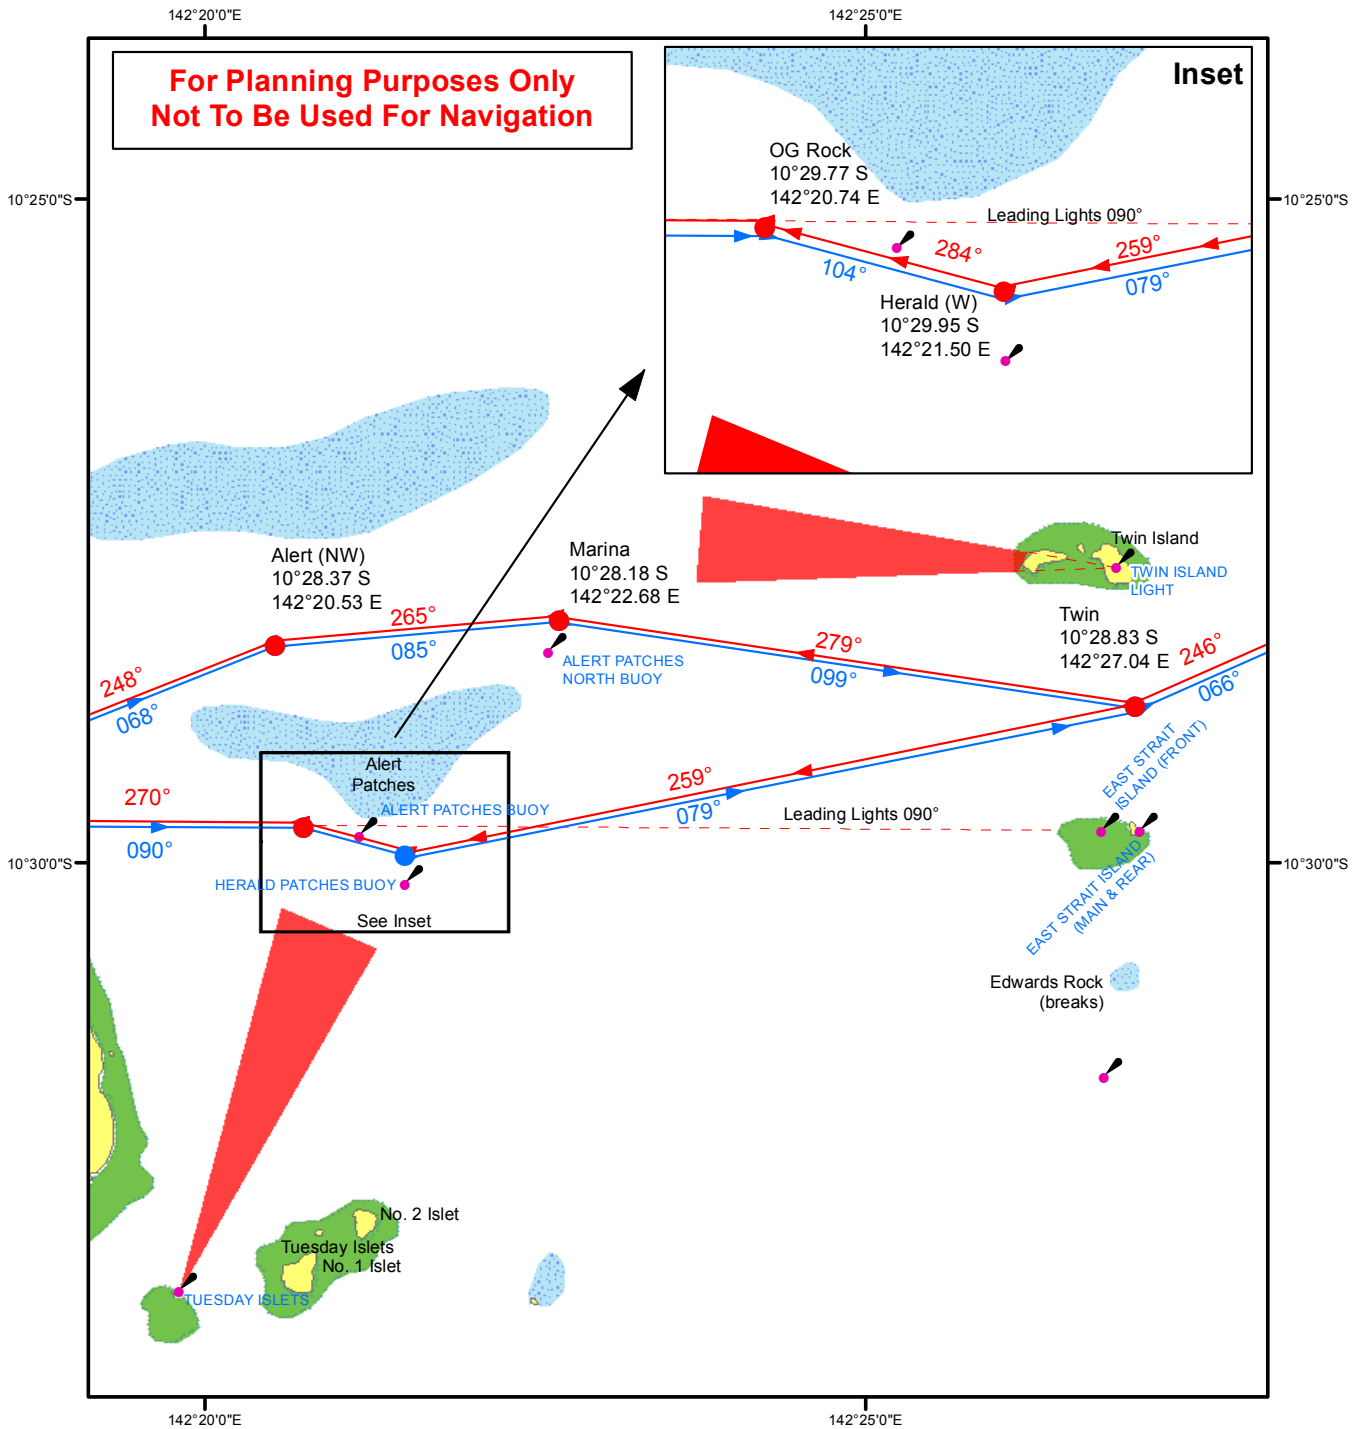 142°20'0"E
142°25'0"E
For Planning Purposes Only
Not To Be Used For Navigation
Inset
OG Rock
10°29.77 S
142°20.74 E
Leading Lights 090°
284°
259°
104°
079°
Herald (W)
10°29.95 S
142°21.50 E
10°25'0"S
10°25'0"S
Alert (NW)
10°28.37 S
142°20.53 E
Marina
10°28.18 S
142°22.68 E
Twin Island
TWIN ISLAND
LIGHT
Twin
10°28.83 S
142°27.04 E
265°
085°
279°
099°
246°
066°
248°
068°
ALERT PATCHES
NORTH BUOY
EAST STRAIT
ISLAND (FRONT)
Alert
Patches
270°
090°
ALERT PATCHES BUOY
259°
079°
Leading Lights 090°
10°30'0"S
10°30'0"S
HERALD PATCHES BUOY
See Inset
EAST STRAIT ISLAND
(MAIN & REAR)
Edwards Rock
(breaks)
No. 2 Islet
Tuesday Islets
No. 1 Islet
TUESDAY ISLETS
142°20'0"E
142°25'0"E